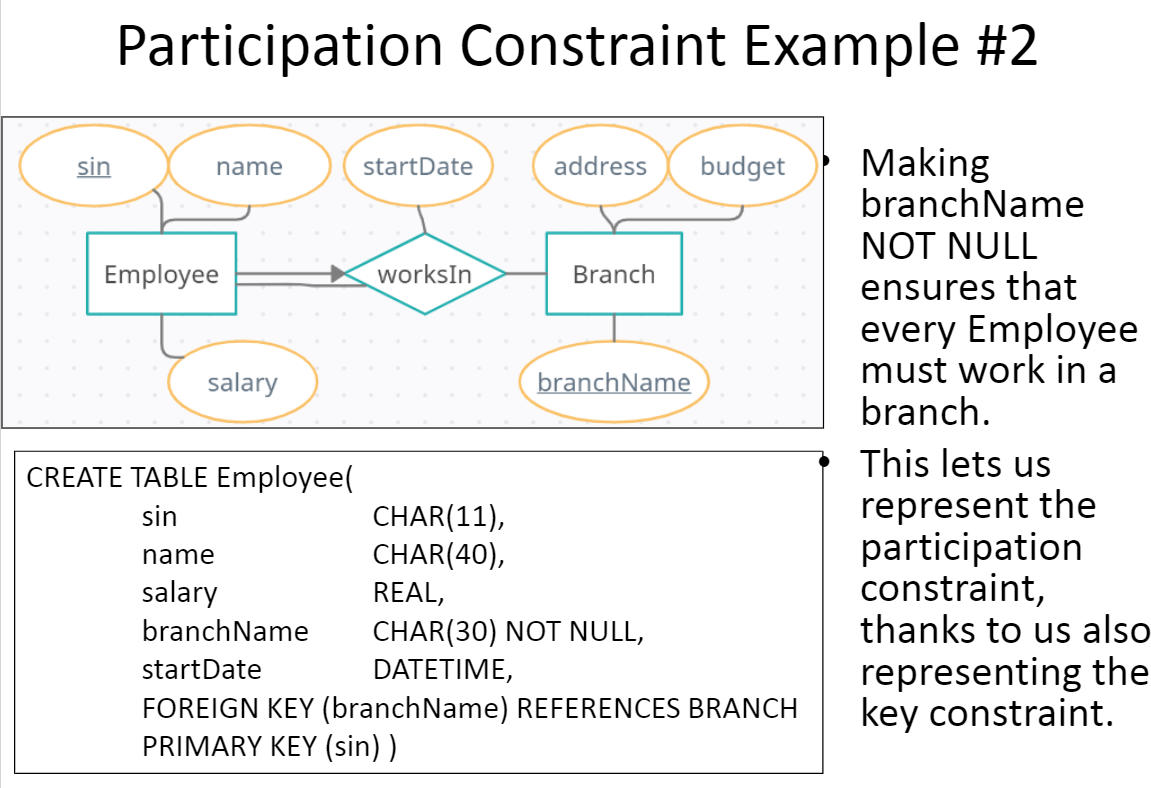 Participation Constraint Example #2
sin
name
startDate
address
budget
Employee
worksIn
Branch
salary
branchName
• Making
branchName
NOT NULL
ensures that
every Employee
must work in a
branch.
• This lets us
represent the
participation
constraint,
thanks to us also
representing the
key constraint.
CREATE TABLE Employee(
sin CHAR(11),
name CHAR(40),
salary REAL,
branchName CHAR(30) NOT NULL,
startDate DATETIME,
FOREIGN KEY (branchName) REFERENCES BRANCH
PRIMARY KEY (sin) )